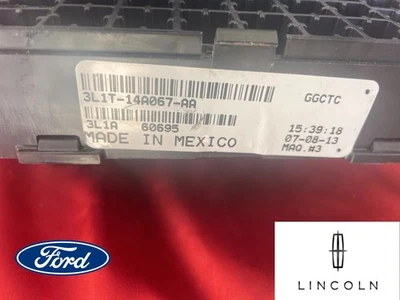 3L1T-14A067-AA
GGCTC
3L1A 60695
15:39:18
MADE IN MEXICO
07-08-13
MAQ.#3
Ford
LINCOLN